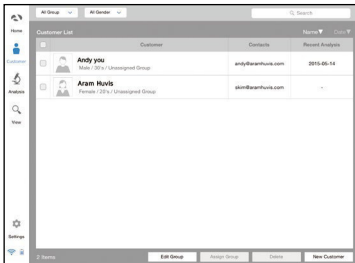 All Group All Gender Search
Home
Customer List Name▼ Date▼
Customer Contacts Recent Analysis
Customer
Andy you
Male / 30's / Unassigned Group
andy@aramhuvis.com 2015-05-14
Aram Huvis
Female / 20's / Unassigned Group
skim@aramhuvis.com -
Analysis
View
Settings
2 Items Edit Group Assign Group Delete New Customer